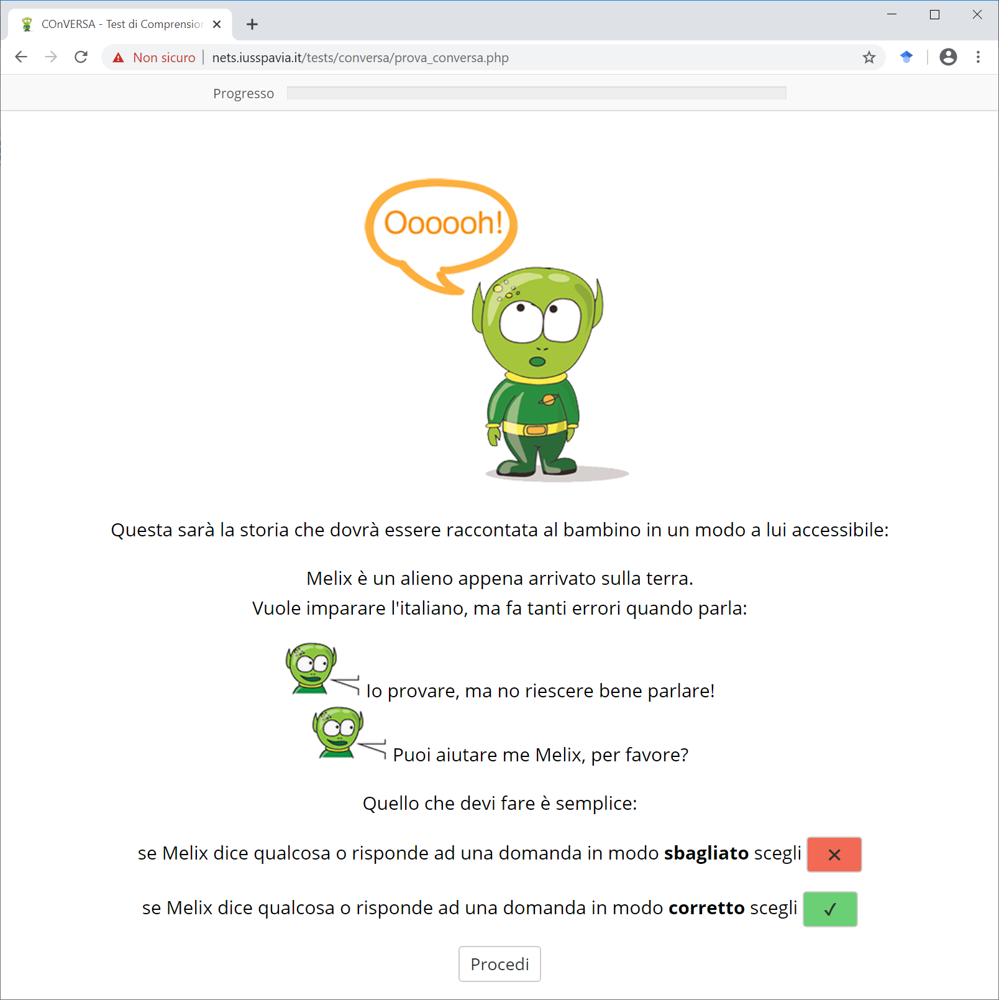 COnVERSA - Test di Comprension
Non sicuro
nets.iusspavia.it/tests/conversa/prova_conversa.php
Progresso
Oooooh!
Questa sarà la storia che dovrà essere raccontata al bambino in un modo a lui accessibile:
Melix è un alieno appena arrivato sulla terra.
Vuole imparare l'italiano, ma fa tanti errori quando parla:
Io provare, ma no riescere bene parlare!
Puoi aiutare me Melix, per favore?
Quello che devi fare è semplice:
se Melix dice qualcosa o risponde ad una domanda in modo sbagliato scegli
se Melix dice qualcosa o risponde ad una domanda in modo corretto scegli
Procedi